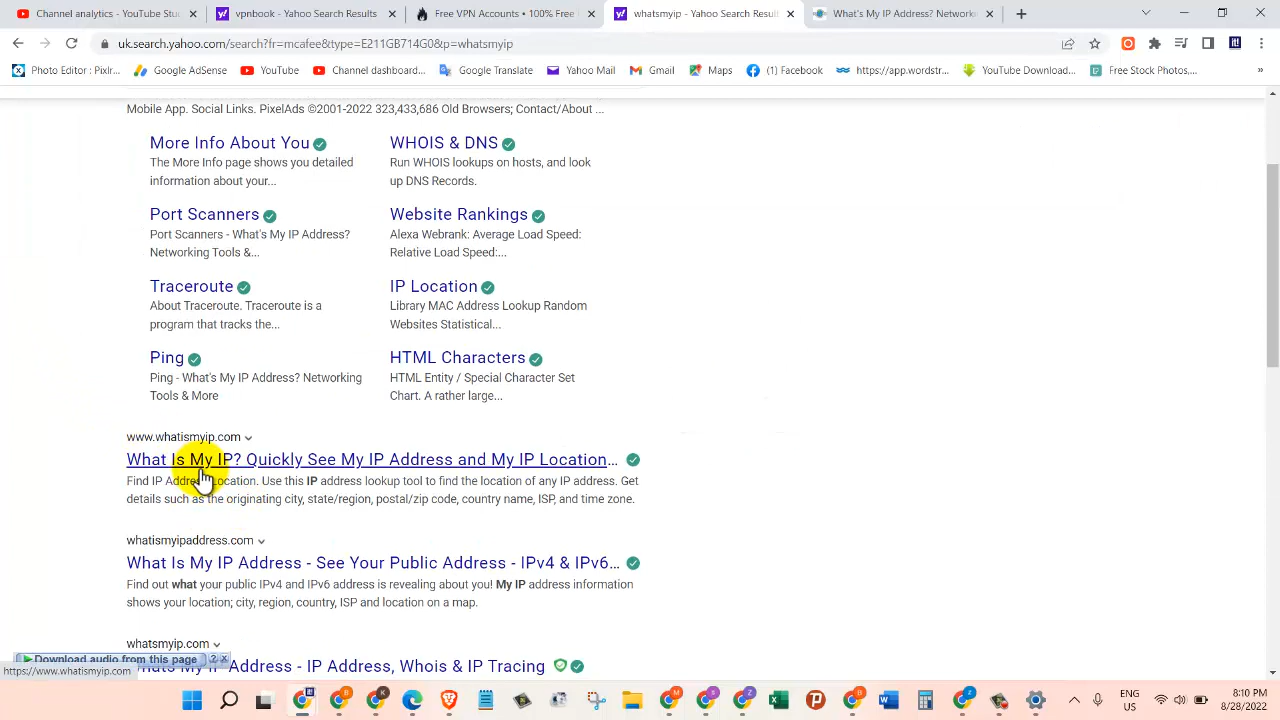 YouTube Channel analytics - YouTube Stu
vpnbook - Yahoo Search Results
Free VPN Accounts • 100% Free
whatsmyip - Yahoo Search Result
What's My IP Address? Networkin
uk.search.yahoo.com/search?fr=mcafee&type=E211GB714G0&p=whatsmyip
Photo Editor : Pixlr...
Google AdSense
YouTube
Channel dashboard...
Google Translate
Yahoo Mail
Gmail
Maps
(1) Facebook
https://app.wordstr...
YouTube Download...
Free Stock Photos...
»
Mobile App. Social Links. PixelAds ©2001-2022 323,433,686 Old Browsers; Contact/About ...
More Info About You
The More Info page shows you detailed
information about your...
WHOIS & DNS
Run WHOIS lookups on hosts, and look
up DNS Records.
Port Scanners
Port Scanners - What's My IP Address?
Networking Tools &...
Website Rankings
Alexa Webrank: Average Load Speed:
Relative Load Speed:...
Traceroute
About Traceroute. Traceroute is a
program that tracks the...
IP Location
Library MAC Address Lookup Random
Websites Statistical...
Ping
Ping - What's My IP Address? Networking
Tools & More
HTML Characters
HTML Entity / Special Character Set
Chart. A rather large...
www.whatismyip.com
What Is My IP? Quickly See My IP Address and My IP Location...
Find IP Address Location. Use this IP address lookup tool to find the location of any IP address. Get
details such as the originating city, state/region, postal/zip code, country name, ISP, and time zone.
whatismyipaddress.com
What Is My IP Address - See Your Public Address - IPv4 & IPv6...
Find out what your public IPv4 and IPv6 address is revealing about you! My IP address information
shows your location; city, region, country, ISP and location on a map.
whatsmyip.com
Whats My IP Address - IP Address, Whois & IP Tracing
Download audio from this page
? x
https://www.whatismyip.com
ENG
UK
8:10 PM
8/28/2022